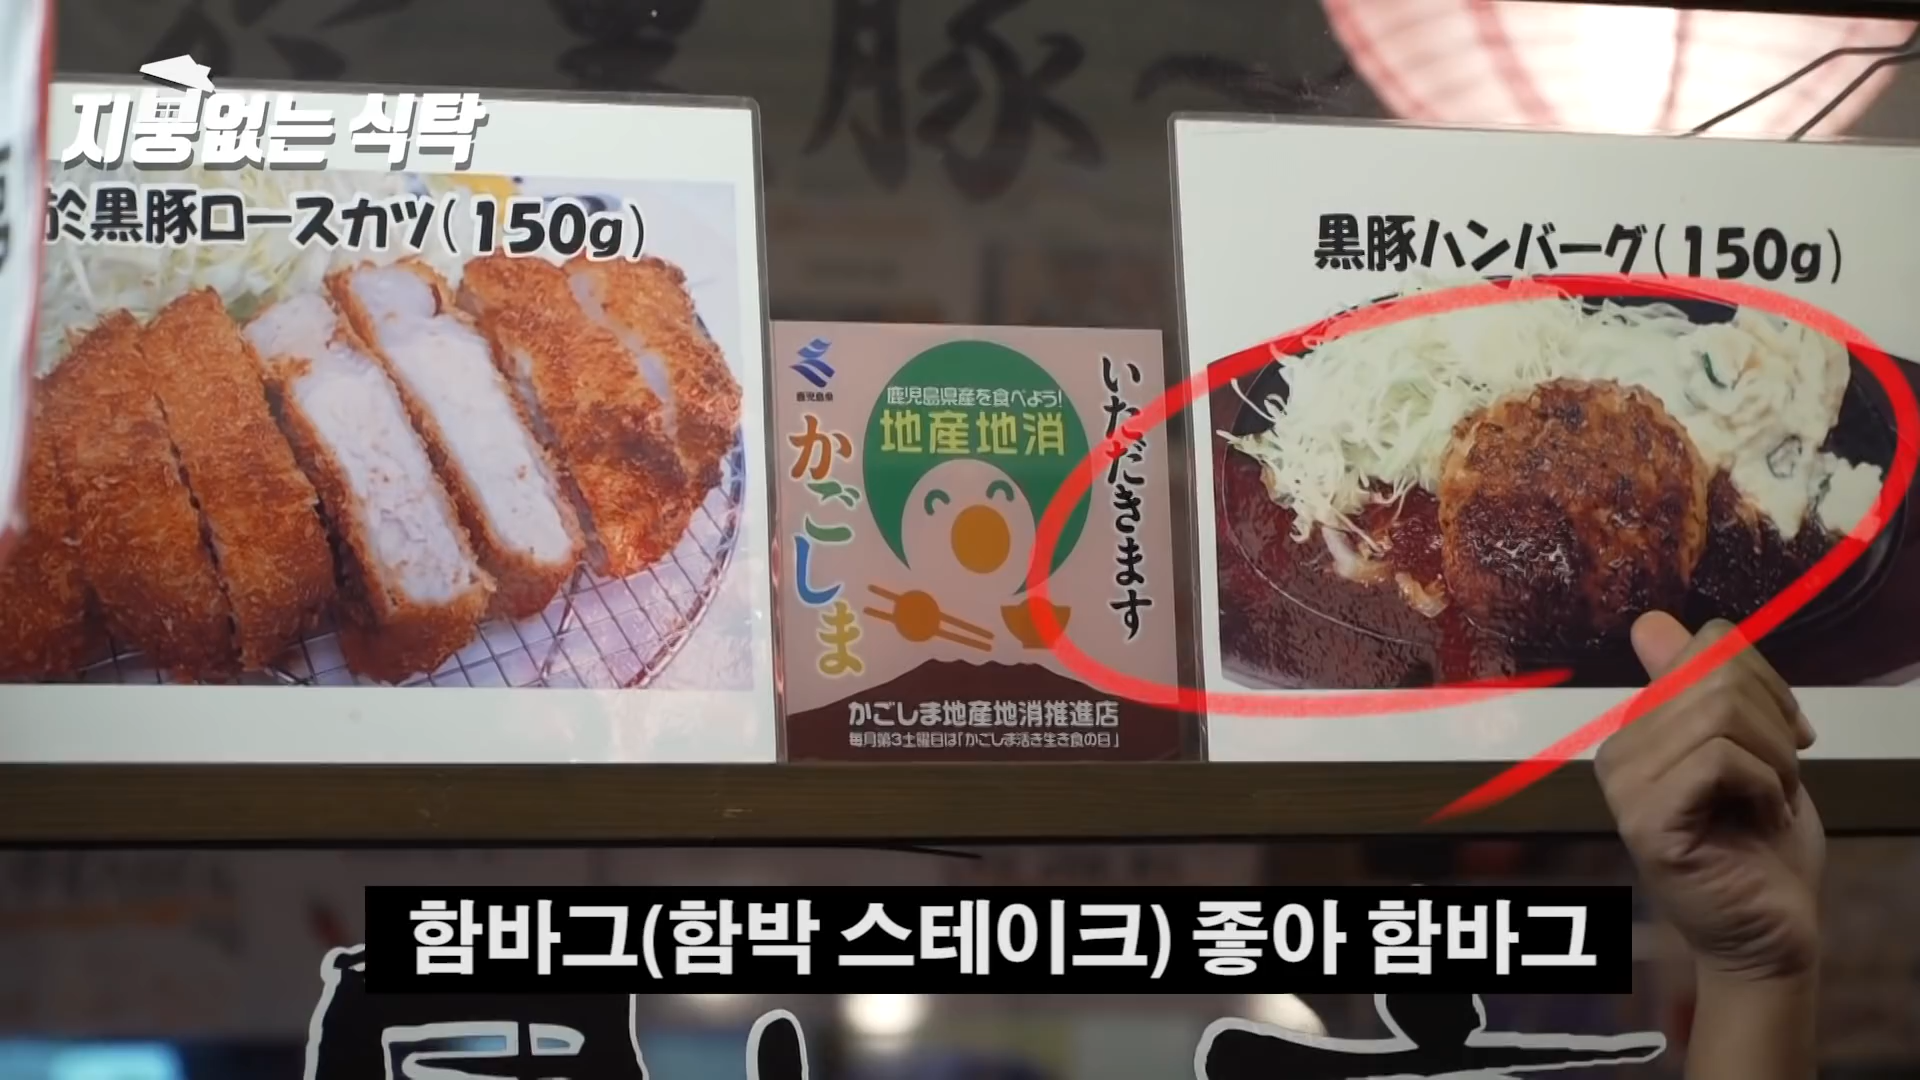 지붕없는 식탁
於黒豚ロースカツ(150g)
黒豚ハンバーグ(150g)
鹿児島県
かごしま
鹿児島県産を食べよう!
地産地消
いただきます
かごしま地産地消推進店
毎月第3土曜日は「かごしま活き生き食の日」
함바그(함박 스테이크) 좋아 함바그